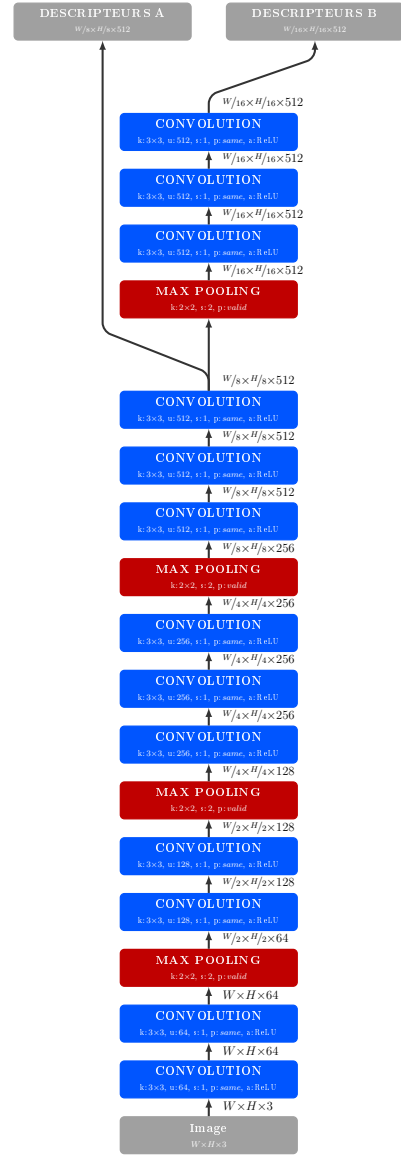 DESCRIPTEURS A
W/8×H/8×512
DESCRIPTEURS B
W/16×H/16×512
W/16×H/16×512
CONVOLUTION
k:3×3, u:512, s:1, p:same, a:ReLU
W/16×H/16×512
CONVOLUTION
k:3×3, u:512, s:1, p:same, a:ReLU
W/16×H/16×512
CONVOLUTION
k:3×3, u:512, s:1, p:same, a:ReLU
W/16×H/16×512
MAX POOLING
k:2×2, s:2, p:valid
W/8×H/8×512
CONVOLUTION
k:3×3, u:512, s:1, p:same, a:ReLU
W/8×H/8×512
CONVOLUTION
k:3×3, u:512, s:1, p:same, a:ReLU
W/8×H/8×512
CONVOLUTION
k:3×3, u:512, s:1, p:same, a:ReLU
W/8×H/8×256
MAX POOLING
k:2×2, s:2, p:valid
W/4×H/4×256
CONVOLUTION
k:3×3, u:256, s:1, p:same, a:ReLU
W/4×H/4×256
CONVOLUTION
k:3×3, u:256, s:1, p:same, a:ReLU
W/4×H/4×256
CONVOLUTION
k:3×3, u:256, s:1, p:same, a:ReLU
W/4×H/4×128
MAX POOLING
k:2×2, s:2, p:valid
W/2×H/2×128
CONVOLUTION
k:3×3, u:128, s:1, p:same, a:ReLU
W/2×H/2×128
CONVOLUTION
k:3×3, u:128, s:1, p:same, a:ReLU
W/2×H/2×64
MAX POOLING
k:2×2, s:2, p:valid
W×H×64
CONVOLUTION
k:3×3, u:64, s:1, p:same, a:ReLU
W×H×64
CONVOLUTION
k:3×3, u:64, s:1, p:same, a:ReLU
W×H×3
Image
W×H×3